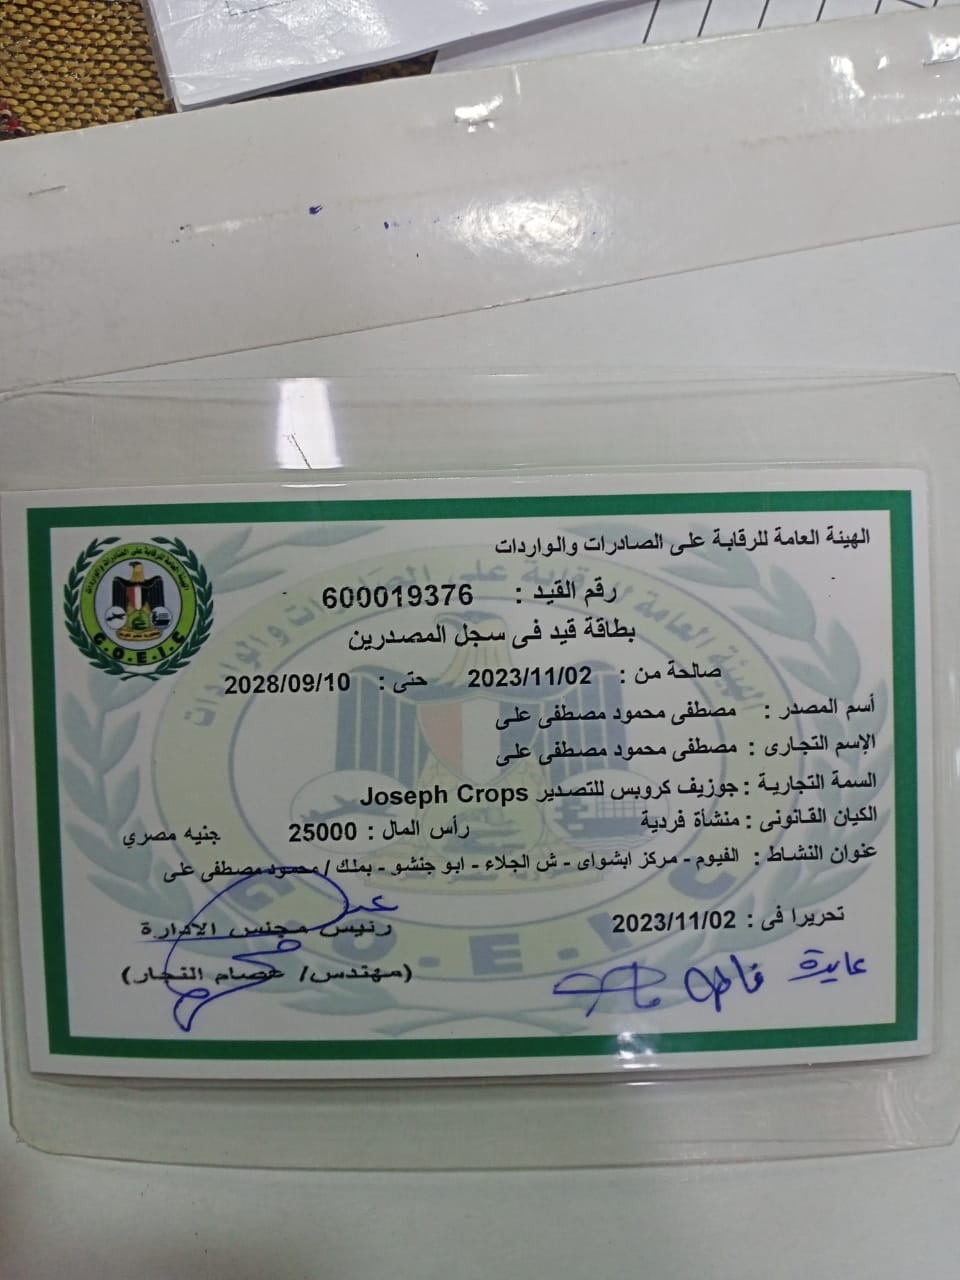 الهيئة العامة للرقابة على الصادرات والواردات
رقم القيد : 600019376
بطاقة قيد فى سجل المصدرين
صالحة من : 2023/11/02 حتى : 2028/09/10
أسم المصدر : مصطفى محمود مصطفى على
الإسم التجارى : مصطفى محمود مصطفى على
السمة التجارية : جوزيف كروبس للتصدير Joseph Crops
الكيان القانونى : منشأة فردية رأس المال : 25000 جنيه مصري
عنوان النشاط : الفيوم - مركز ابشواى - ش الجلاء - ابو جنشو - بملك / محمود مصطفى على
تحريرا فى : 2023/11/02
رئيس مجلس الادارة
(مهندس/ عصام النجار)
عايدة
G.O.E.I.C